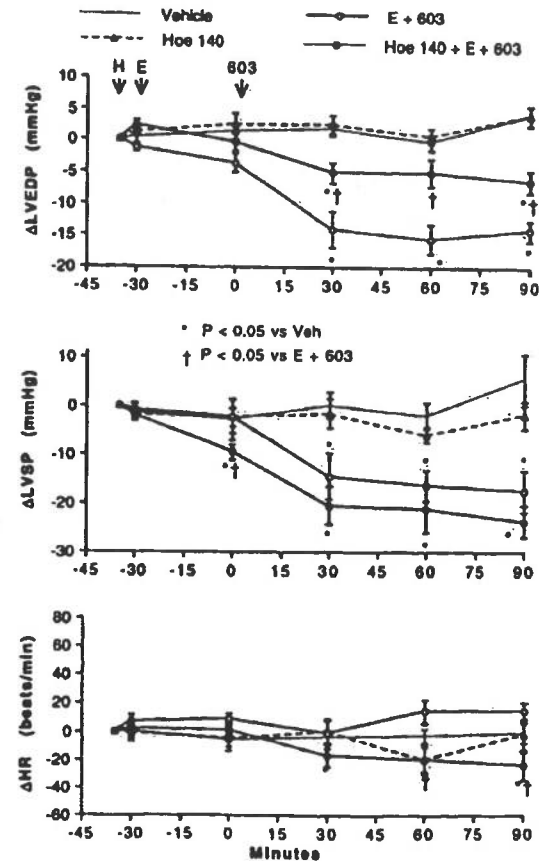 Vehicle
Hoe 140
E + 603
Hoe 140 + E + 603
H E 603
ΔLVEDP (mmHg)
10
5
0
-5
-10
-15
-20
-45 -30 -15 0 15 30 45 60 75 90
* P < 0.05 vs Veh
† P < 0.05 vs E + 603
ΔLVSP (mmHg)
10
0
-10
-20
-30
-45 -30 -15 0 15 30 45 60 75 90
ΔHR (beats/min)
80
60
40
20
0
-20
-40
-60
-45 -30 -15 0 15 30 45 60 75 90
Minutes